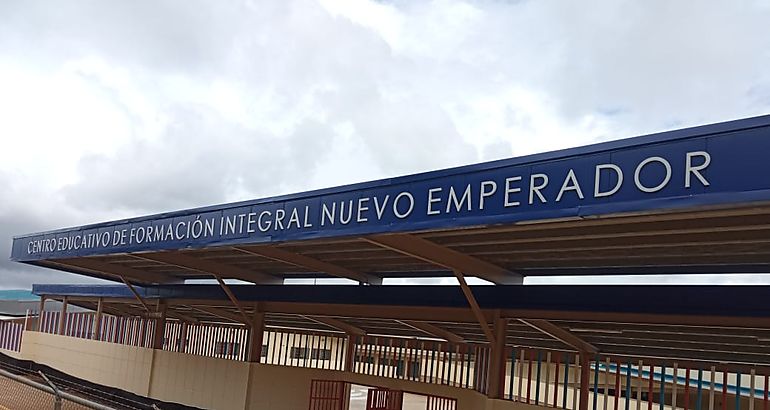 CENTRO EDUCATIVO DE FORMACIÓN INTEGRAL NUEVO EMPERADOR